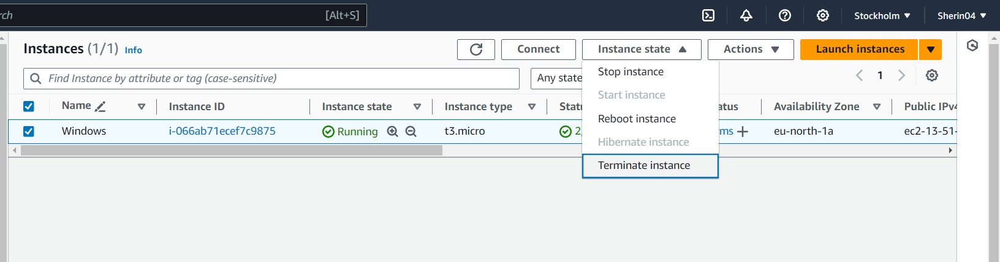 rch [Alt+S] Stockholm Sherin04
Instances (1/1) Info Connect Instance state Actions Launch instances
Find Instance by attribute or tag (case-sensitive) Any state 1
Stop instance
Start instance
Reboot instance
Hibernate instance
Terminate instance
Name Instance ID Instance state Instance type Statu atus Availability Zone Public IPv4
Windows i-066ab71ecef7c9875 Running t3.micro 2, rms eu-north-1a ec2-13-51-